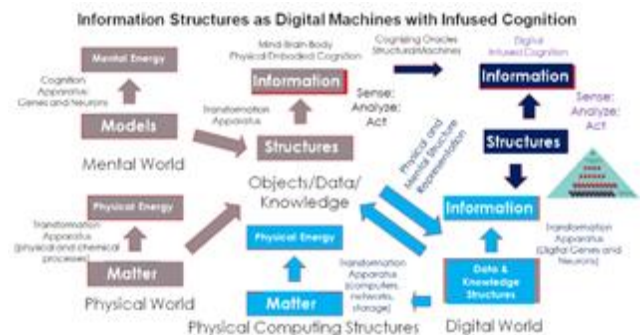 Information Structures as Digital Machines with Infused Cognition
Mental Energy
Cognition
Apparatus:
Genes and Neurons
Models
Mental World
Mind Brain Body
Physical Embodied Cognition
Information
Sense;
Analyze;
Act
Transformation
Apparatus
Structures
Objects/Data/
Knowledge
Cognizing Oracles
Structural Machines
Digital
Infused Cognition
Information
Sense;
Analyze;
Act
Structures
Physical and
Mental Structure
Representation
Information
Transformation
Apparatus
(Digital Genes and
Neurons)
Data &
Knowledge
Structures
Digital World
Physical Energy
Transformation
Apparatus
(physical and chemical
processes)
Matter
Physical World
Physical Energy
Transformation
Apparatus
(computers,
networks,
storage)
Matter
Physical Computing Structures